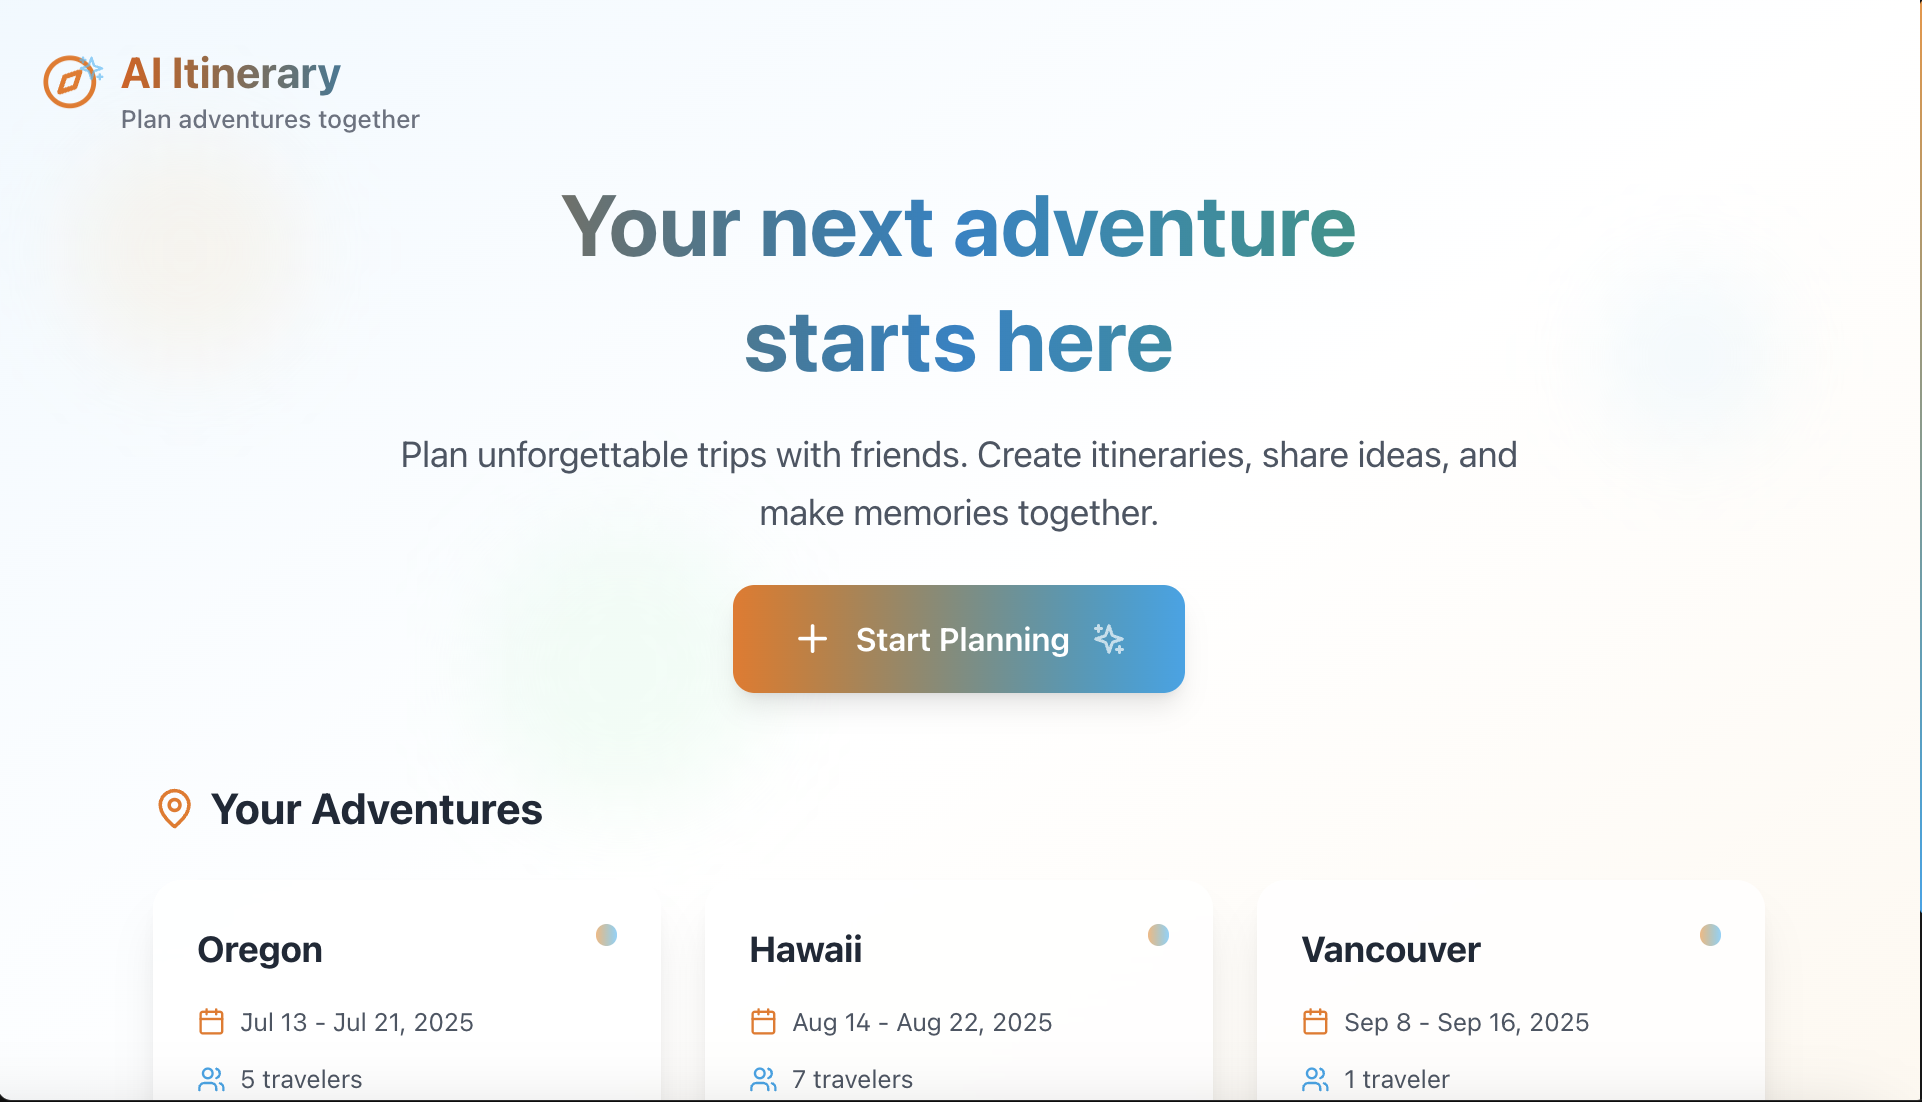 AI Itinerary
Plan adventures together
Your next adventure
starts here
Plan unforgettable trips with friends. Create itineraries, share ideas, and
make memories together.
Start Planning
Your Adventures
Oregon
Jul 13 - Jul 21, 2025
5 travelers
Hawaii
Aug 14 - Aug 22, 2025
7 travelers
Vancouver
Sep 8 - Sep 16, 2025
1 traveler